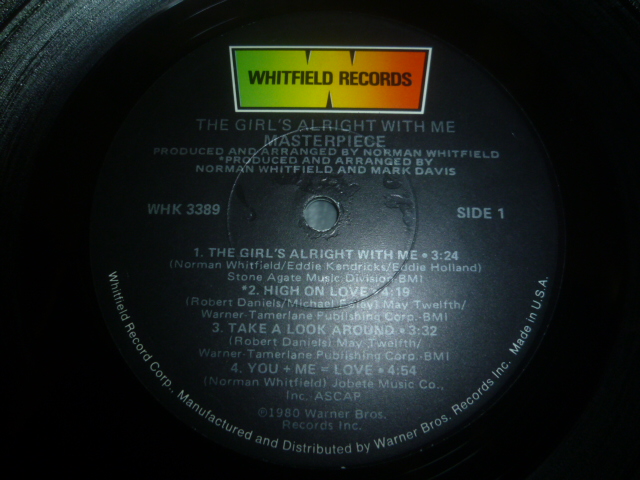 WHITFIELD RECORDS
THE GIRL'S ALRIGHT WITH ME
MASTERPIECE
PRODUCED AND ARRANGED BY NORMAN WHITFIELD
*PRODUCED AND ARRANGED BY
NORMAN WHITFIELD AND MARK DAVIS
WHK 3389
SIDE 1
1. THE GIRL'S ALRIGHT WITH ME • 3:24
(Norman Whitfield/Eddie Kendricks/Eddie Holland)
Stone Agate Music Division-BMI
*2. HIGH ON LOVE • 4:19
(Robert Daniels/Michael Foley) May Twelfth/
Warner-Tamerlane Publishing Corp.-BMI
3. TAKE A LOOK AROUND • 3:32
(Robert Daniels) May Twelfth/
Warner-Tamerlane Publishing Corp.-BMI
4. YOU + ME = LOVE • 4:54
(Norman Whitfield) Jobete Music Co.,
Inc. ASCAP
©1980 Warner Bros.
Records Inc.
Whitfield Record Corp., Manufactured and Distributed by Warner Bros. Records Inc. Made in U.S.A.